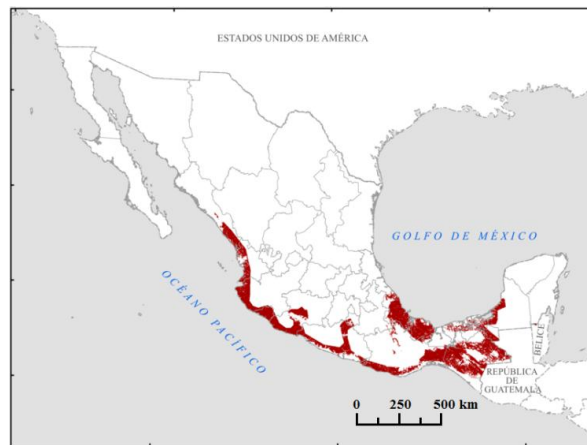 ESTADOS UNIDOS DE AMÉRICA
GOLFO DE MÉXICO
OCÉANO PACÍFICO
BELICE
REPÚBLICA
DE
GUATEMALA
0 250 500 km